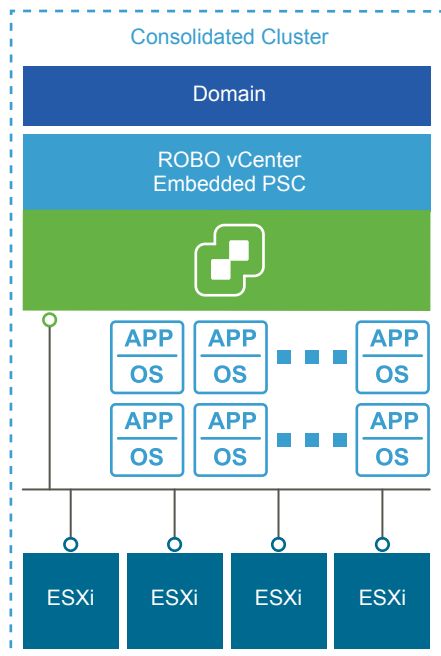 Consolidated Cluster
Domain
ROBO vCenter
Embedded PSC
APP APP APP
OS OS OS
APP APP APP
OS OS OS
ESXi ESXi ESXi ESXi